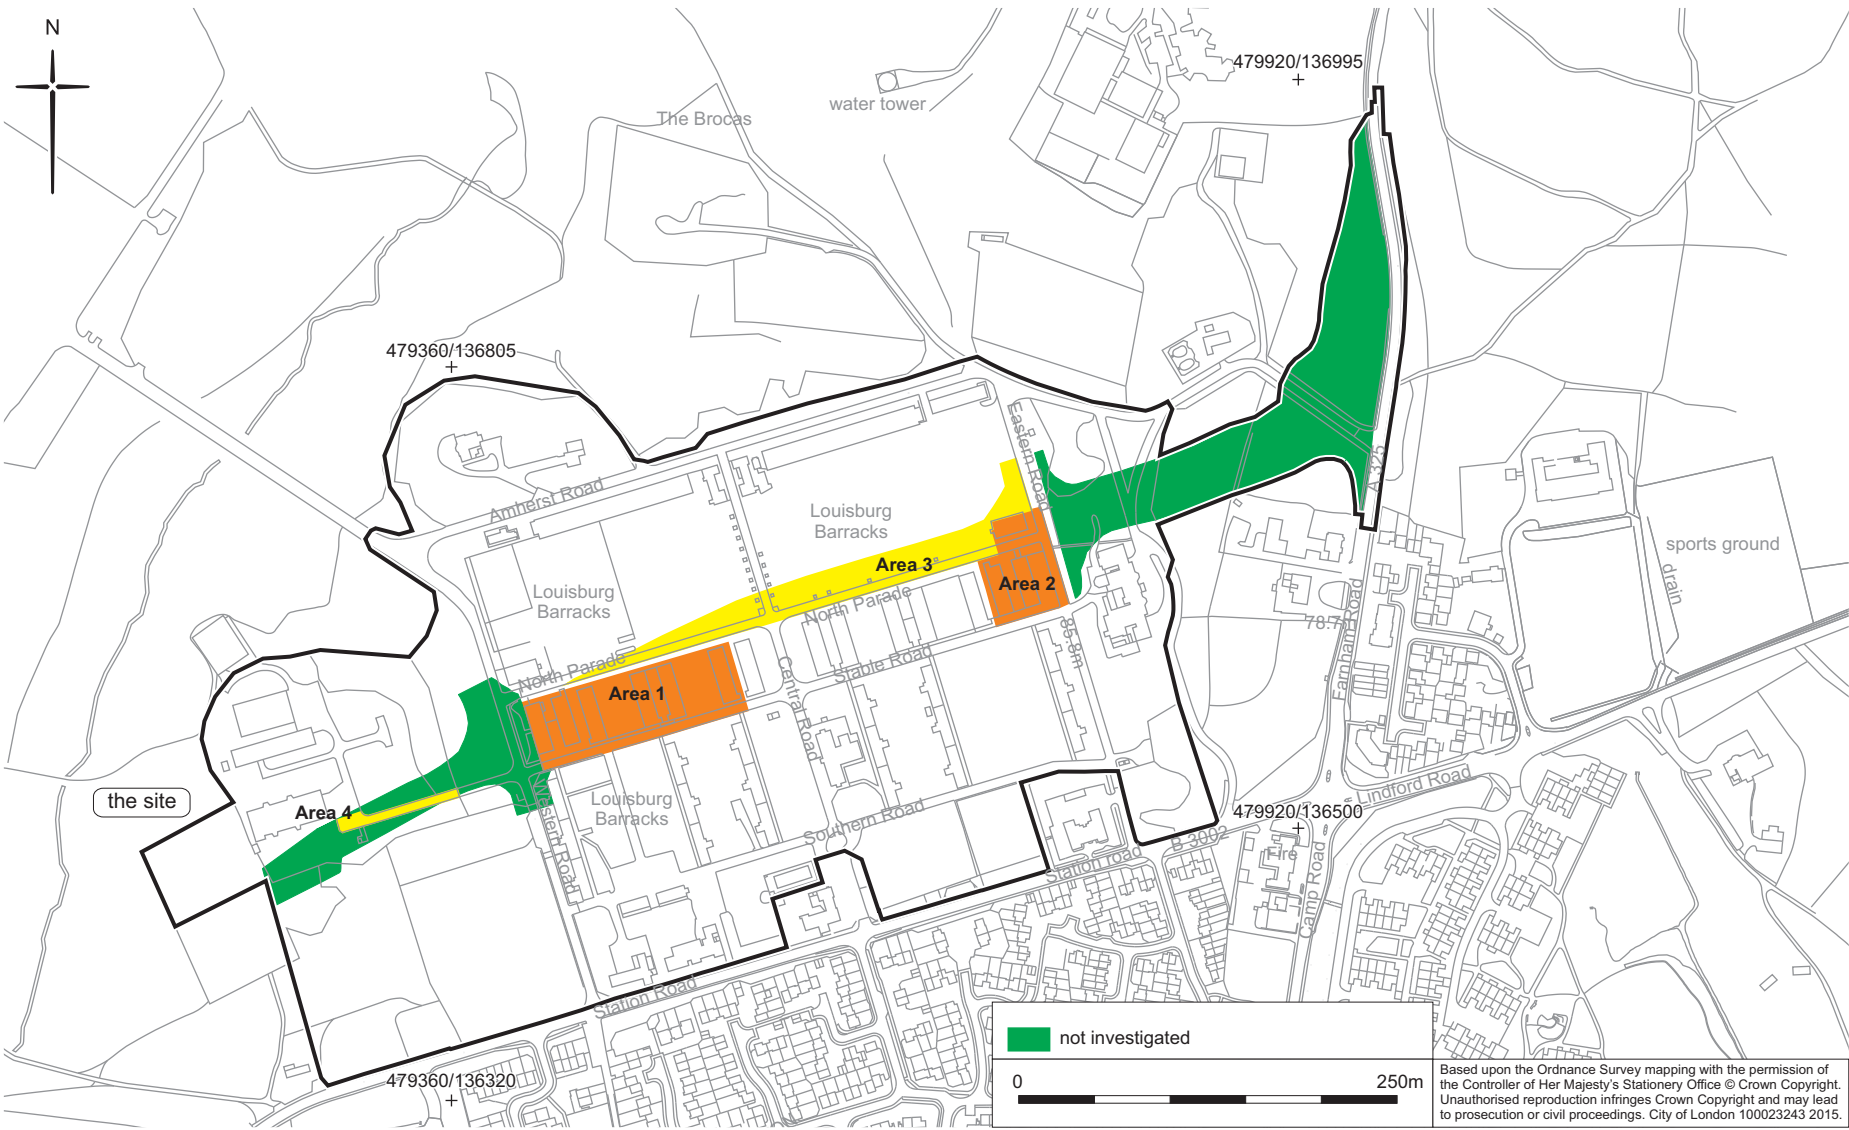 N
479920/136995
water tower
The Brocas
479360/136805
Eastern Road
A 325
Amherst Road
Louisburg
Barracks
sports ground
Area 3
drain
Area 2
Louisburg
Barracks
North Parade
Farnham Road
85.8m
North Parade
Stable Road
Area 1
Central Road
the site
Area 4
Western Road
Louisburg
Barracks
Southern Road
Lindford Road
479920/136500
B 3002
Station road
Fire
Camp Road
Station Road
479360/136320
not investigated
0 250m
Based upon the Ordnance Survey mapping with the permission of
the Controller of Her Majesty's Stationery Office © Crown Copyright.
Unauthorised reproduction infringes Crown Copyright and may lead
to prosecution or civil proceedings. City of London 100023243 2015.